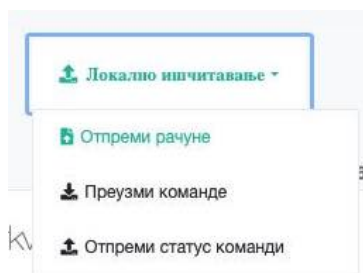 Локално ишчитавање
Отпреми рачуне
Преузми команде
Отпреми статус команди